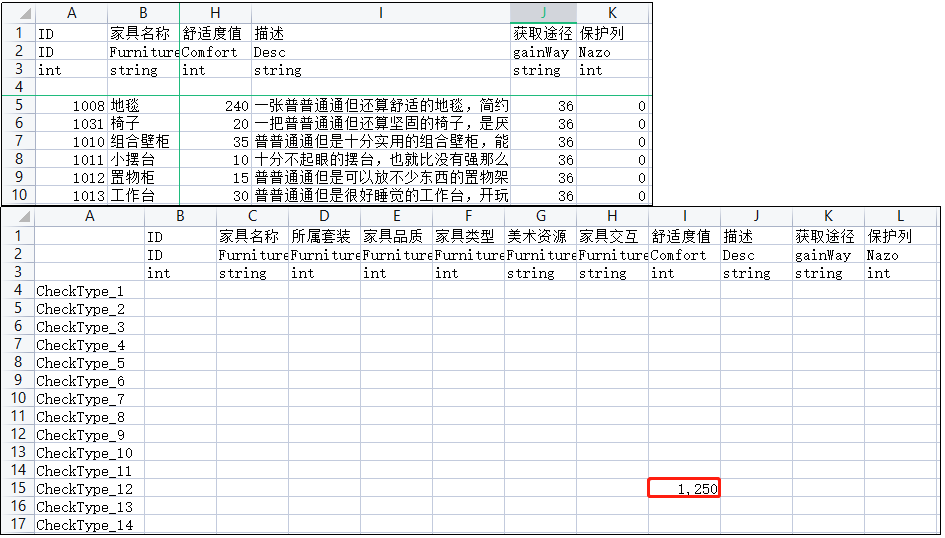 A B H I J K
1 ID 家具名称 舒适度值 描述 获取途径 保护列
2 ID Furniture Comfort Desc gainWay Nazo
3 int string int string string int
4
5 1008 地毯 240 一张普普通通但还算舒适的地毯，简约 36 0
6 1031 椅子 20 一把普普通通但还算坚固的椅子，是厌 36 0
7 1010 组合壁柜 35 普普通通但是十分实用的组合壁柜，能 36 0
8 1011 小摆台 10 十分不起眼的摆台，也就比没有强那么 36 0
9 1012 置物柜 15 普普通通但是可以放不少东西的置物架 36 0
10 1013 工作台 30 普普通通但是很好睡觉的工作台，开玩 36 0
A B C D E F G H I J K L
1 ID 家具名称 所属套装 家具品质 家具类型 美术资源 家具交互 舒适度值 描述 获取途径 保护列
2 ID Furniture Furniture Furniture Furniture Furniture Furniture Comfort Desc gainWay Nazo
3 int string int int int string string int string string int
4 CheckType_1
5 CheckType_2
6 CheckType_3
7 CheckType_4
8 CheckType_5
9 CheckType_6
10 CheckType_7
11 CheckType_8
12 CheckType_9
13 CheckType_10
14 CheckType_11
15 CheckType_12 1,250
16 CheckType_13
17 CheckType_14